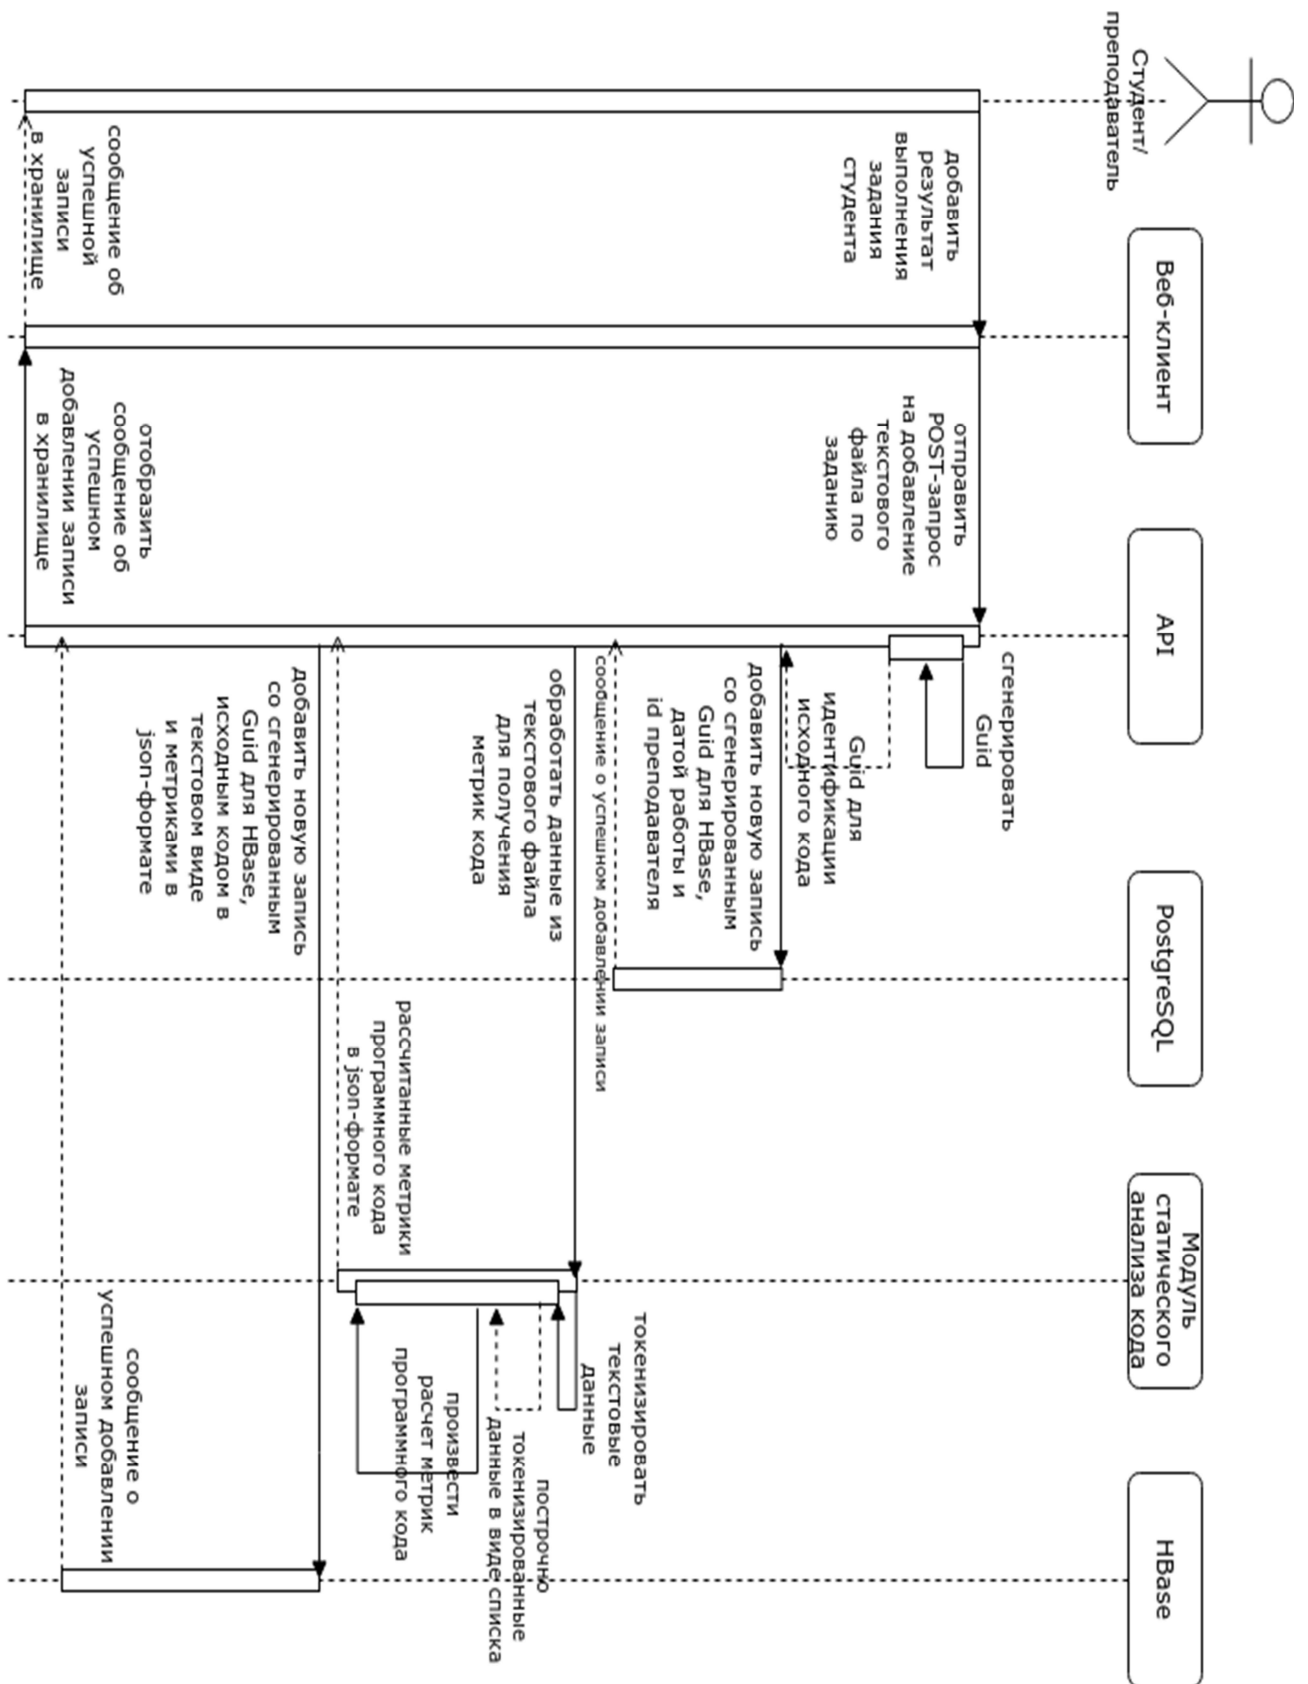 Студент/
преподаватель
Веб-клиент
API
PostgreSQL
Модуль
статического
анализа кода
HBase
добавить
результат
выполнения
задания
студента
отправить
POST-запрос
на добавление
текстового
файла по
заданию
сгенерировать
Guid
Guid для
идентификации
исходного кода
добавить новую запись
со сгенерированным
Guid для HBase,
датой работы и
id преподавателя
сообщение о успешном добавлении записи
обработать данные из
текстового файла
для получения
метрик кода
токенизировать
текстовые
данные
построчно
токенизированные
данные в виде списка
произвести
расчет метрик
программного кода
рассчитанные метрики
программного кода
в json-формате
добавить новую запись
со сгенерированным
Guid для HBase,
исходным кодом в
текстовом виде
и метриками в
json-формате
сообщение о
успешном добавлении
записи
отобразить
сообщение об
успешном
добавлении записи
в хранилище
сообщение об
успешной
записи
в хранилище